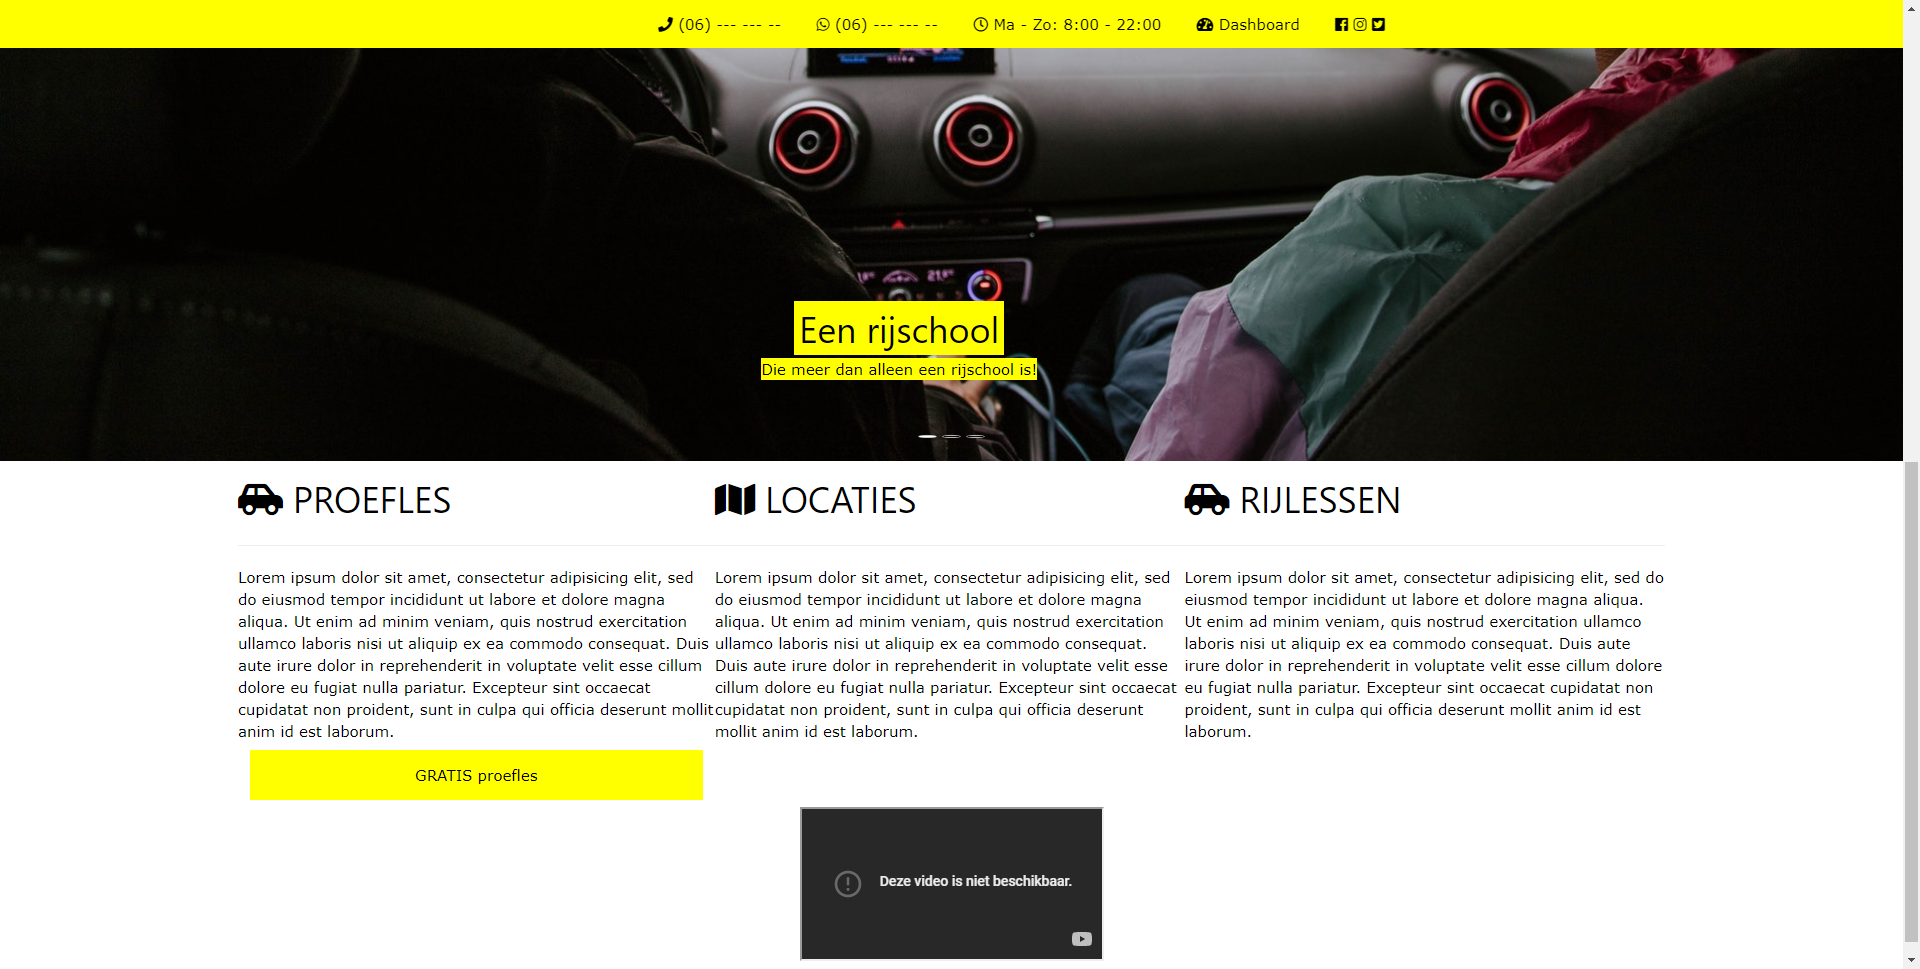 (06) --- --- -- (06) --- --- -- Ma - Zo: 8:00 - 22:00 Dashboard
Een rijschool
Die meer dan alleen een rijschool is!
PROEFLES
Lorem ipsum dolor sit amet, consectetur adipisicing elit, sed
do eiusmod tempor incididunt ut labore et dolore magna
aliqua. Ut enim ad minim veniam, quis nostrud exercitation
ullamco laboris nisi ut aliquip ex ea commodo consequat. Duis
aute irure dolor in reprehenderit in voluptate velit esse cillum
dolore eu fugiat nulla pariatur. Excepteur sint occaecat
cupidatat non proident, sunt in culpa qui officia deserunt mollit
anim id est laborum.
GRATIS proefles
LOCATIES
Lorem ipsum dolor sit amet, consectetur adipisicing elit, sed
do eiusmod tempor incididunt ut labore et dolore magna
aliqua. Ut enim ad minim veniam, quis nostrud exercitation
ullamco laboris nisi ut aliquip ex ea commodo consequat.
Duis aute irure dolor in reprehenderit in voluptate velit esse
cillum dolore eu fugiat nulla pariatur. Excepteur sint occaecat
cupidatat non proident, sunt in culpa qui officia deserunt
mollit anim id est laborum.
RIJLESSEN
Lorem ipsum dolor sit amet, consectetur adipisicing elit, sed do
eiusmod tempor incididunt ut labore et dolore magna aliqua.
Ut enim ad minim veniam, quis nostrud exercitation ullamco
laboris nisi ut aliquip ex ea commodo consequat. Duis aute
irure dolor in reprehenderit in voluptate velit esse cillum dolore
eu fugiat nulla pariatur. Excepteur sint occaecat cupidatat non
proident, sunt in culpa qui officia deserunt mollit anim id est
laborum.
Deze video is niet beschikbaar.